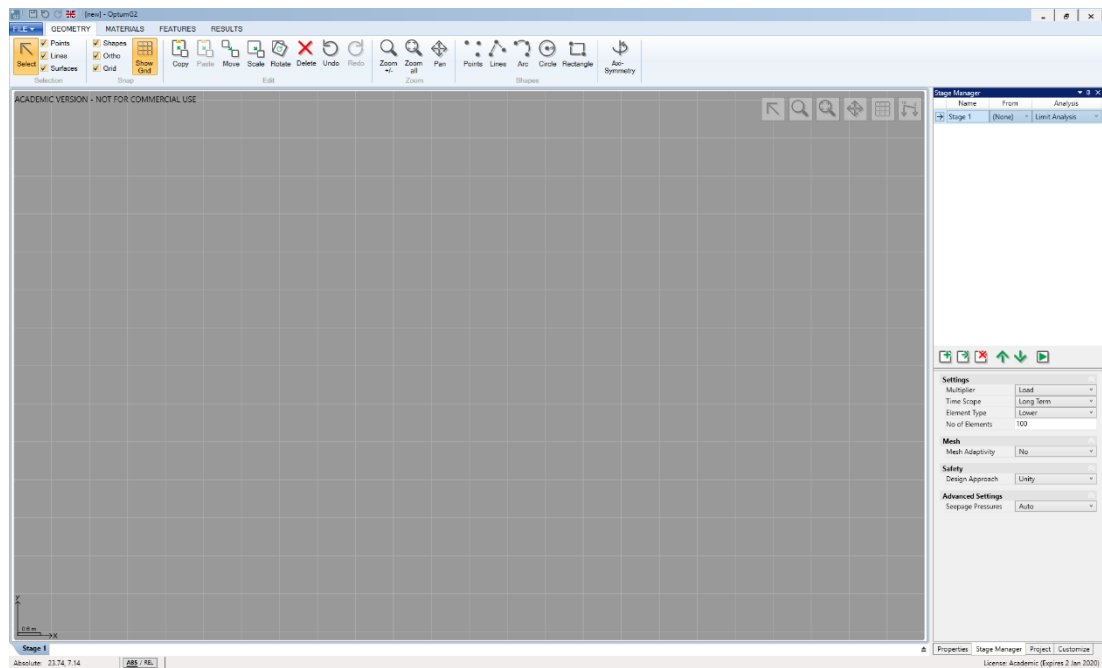 [new] - OptumG2
FILE GEOMETRY MATERIALS FEATURES RESULTS
Select
Points
Lines
Surfaces
Selection
Shapes
Ortho
Grid
Show Grid
Snap
Copy Paste Move Scale Rotate Delete Undo Redo
Edit
Zoom +/- Zoom all Pan
Zoom
Points Lines Arc Circle Rectangle
Shapes
Axi-Symmetry
ACADEMIC VERSION - NOT FOR COMMERCIAL USE
Stage Manager
Name From Analysis
Stage 1 (None) Limit Analysis
Settings
Multiplier Load
Time Scope Long Term
Element Type Lower
No of Elements 100
Mesh
Mesh Adaptivity No
Safety
Design Approach Unity
Advanced Settings
Seepage Pressures Auto
Y
0.6 m
X
Stage 1
Properties Stage Manager Project Customize
Absolute: 23.74, 7.14 ABS / REL
License: Academic (Expires 2 Jan 2020)